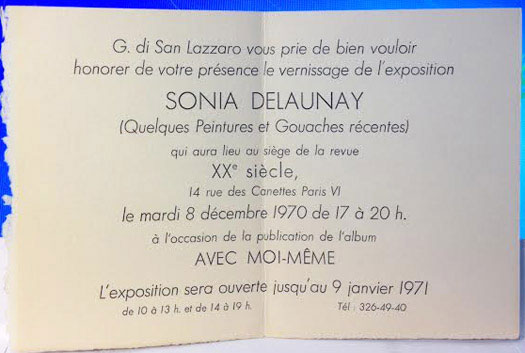 G. di San Lazzaro vous prie de bien vouloir
honorer de votre présence le vernissage de l'exposition
SONIA DELAUNAY
(Quelques Peintures et Gouaches récentes)
qui aura lieu au siège de la revue
XXe siècle,
14 rue des Canettes Paris VI
le mardi 8 décembre 1970 de 17 à 20 h.
à l'occasion de la publication de l'album
AVEC MOI-MÊME
L'exposition sera ouverte jusqu'au 9 janvier 1971
de 10 à 13 h. et de 14 à 19 h. Tél : 326-49-40